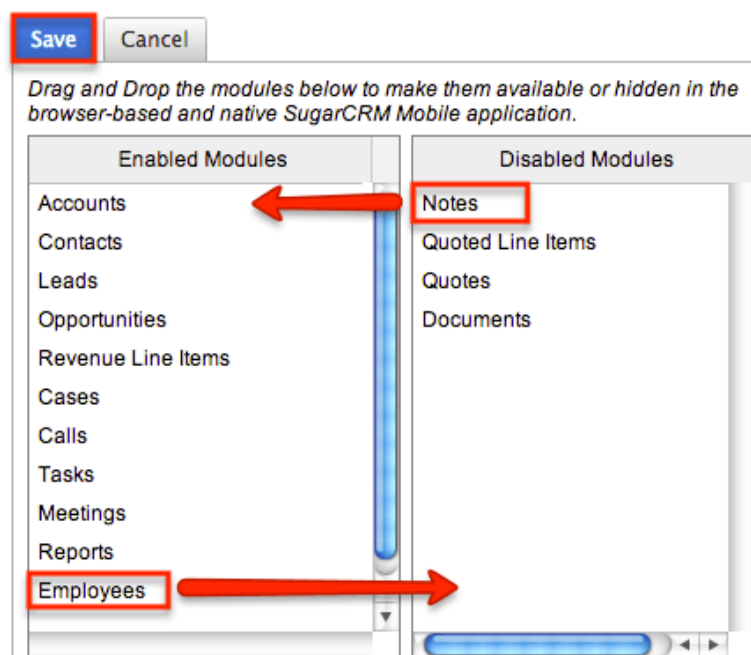 Save Cancel
Drag and Drop the modules below to make them available or hidden in the
browser-based and native SugarCRM Mobile application.
Enabled Modules
Accounts
Contacts
Leads
Opportunities
Revenue Line Items
Cases
Calls
Tasks
Meetings
Reports
Employees
Disabled Modules
Notes
Quoted Line Items
Quotes
Documents